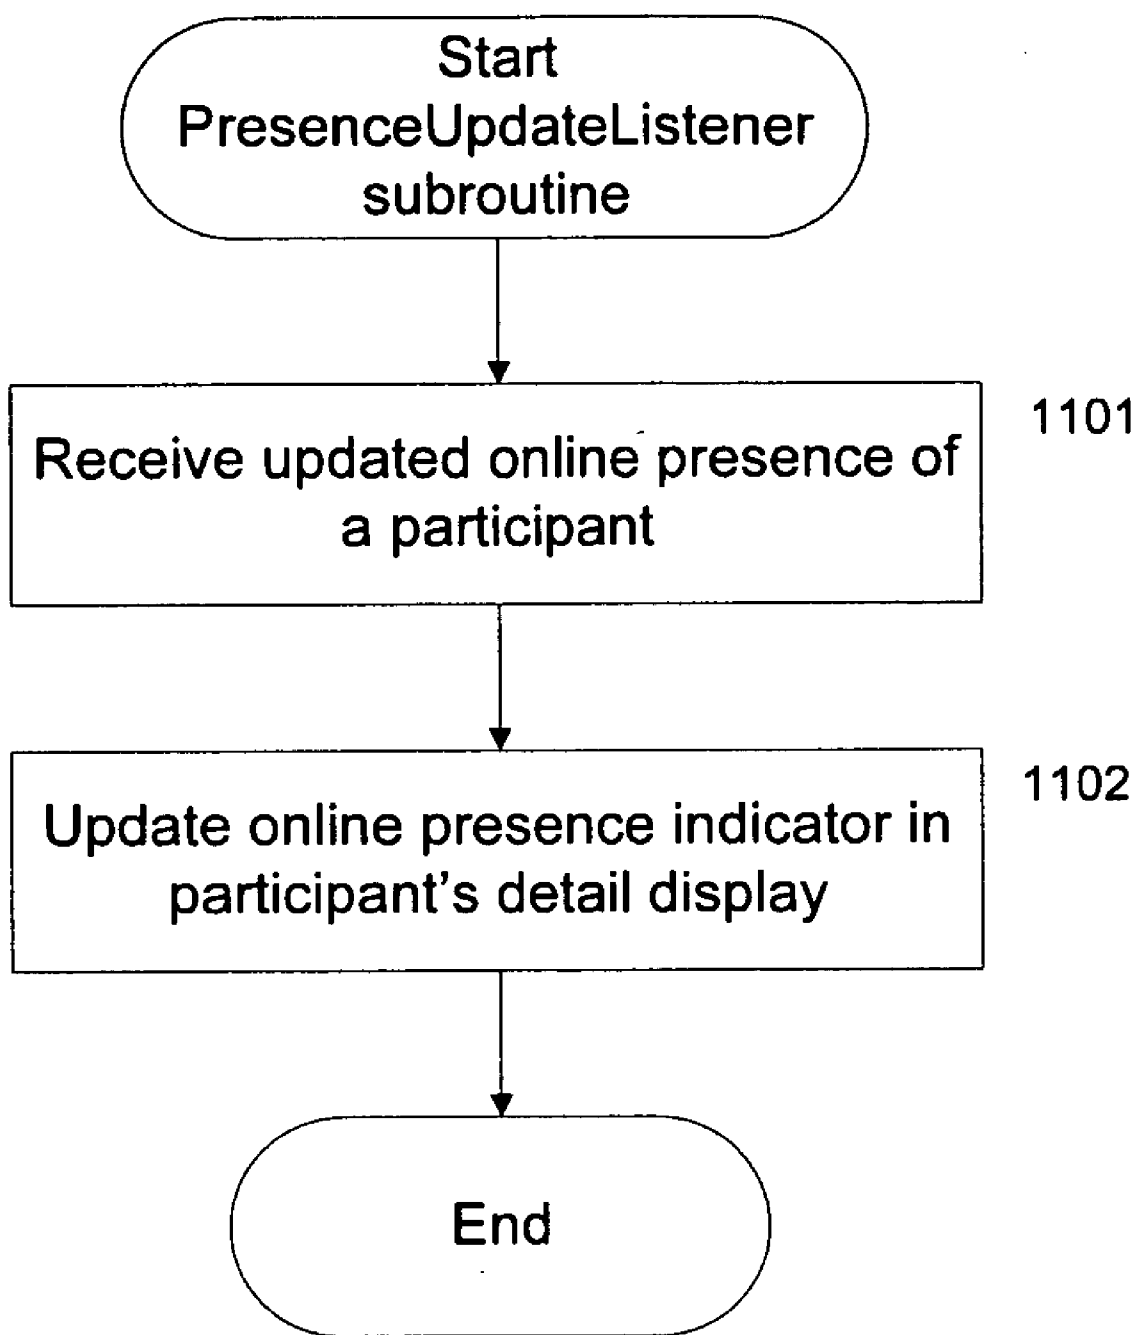 Start
PresenceUpdateListener
subroutine
1101
Receive updated online presence of
a participant
1102
Update online presence indicator in
participant's detail display
End